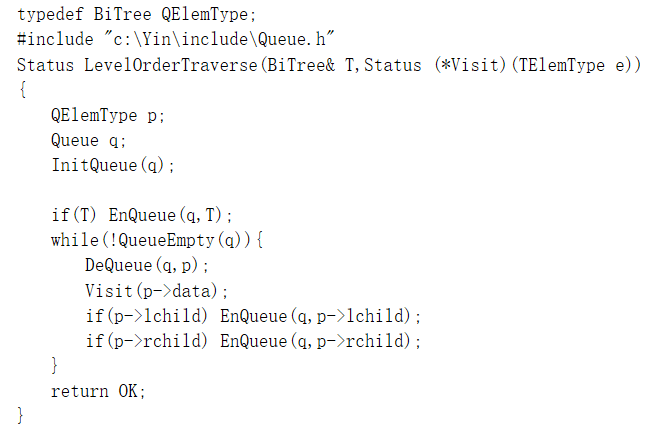 typedef BiTree QElemType;
#include "c:\Yin\include\Queue.h"
Status LevelOrderTraverse(BiTree& T,Status (*Visit)(TElemType e))
{
QElemType p;
Queue q;
InitQueue(q);
if(T) EnQueue(q,T);
while(!QueueEmpty(q)){
DeQueue(q,p);
Visit(p->data);
if(p->lchild) EnQueue(q,p->lchild);
if(p->rchild) EnQueue(q,p->rchild);
}
return OK;
}